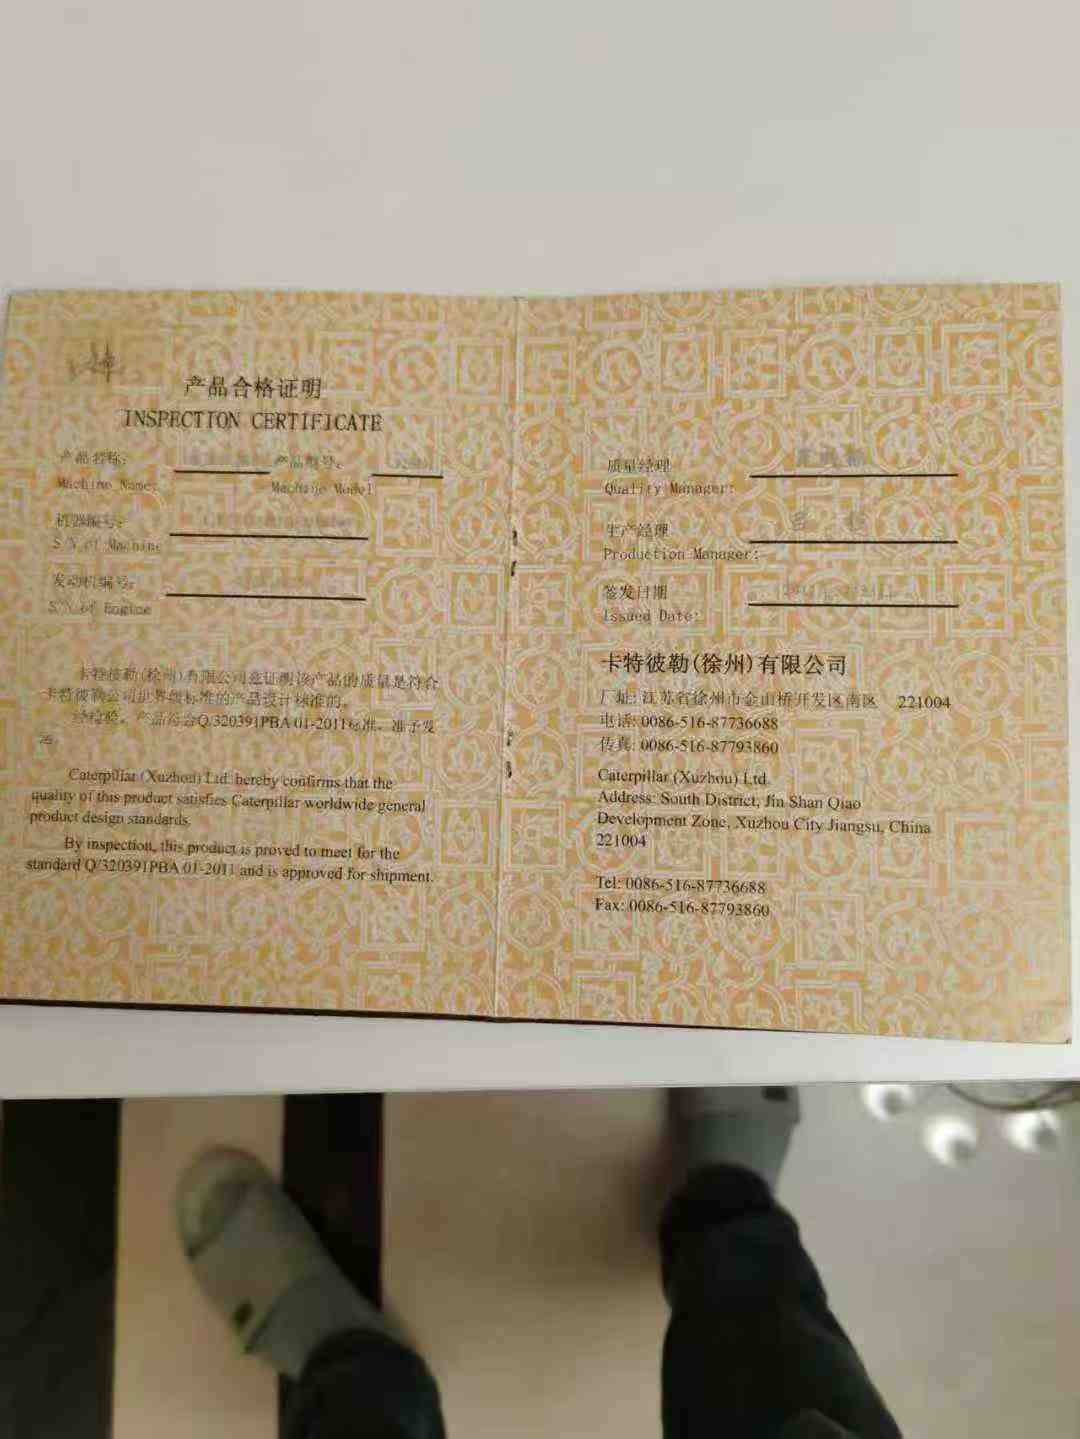 产品合格证明
INSPECTION CERTIFICATE
产品名称: 产品型号:
Machine Name: Machine Model
机器编号:
S/N of Machine
发动机编号:
S/N of Engine
卡特彼勒(徐州)有限公司兹证明该产品的质量是符合
卡特彼勒公司世界级标准的产品设计标准的。
经检验，产品符合Q/320391PBA 01-2011标准，准予发
运。
Caterpillar (Xuzhou) Ltd. hereby confirms that the
quality of this product satisfies Caterpillar worldwide general
product design standards.
By inspection, this product is proved to meet for the
standard Q/320391PBA 01-2011 and is approved for shipment.
质量经理
Quality Manager:
生产经理
Production Manager:
签发日期
Issued Date:
卡特彼勒(徐州)有限公司
厂址: 江苏省徐州市金山桥开发区南区 221004
电话: 0086-516-87736688
传真: 0086-516-87793860
Caterpillar (Xuzhou) Ltd.
Address: South District, Jin Shan Qiao
Development Zone, Xuzhou City Jiangsu, China
221004
Tel: 0086-516-87736688
Fax: 0086-516-87793860